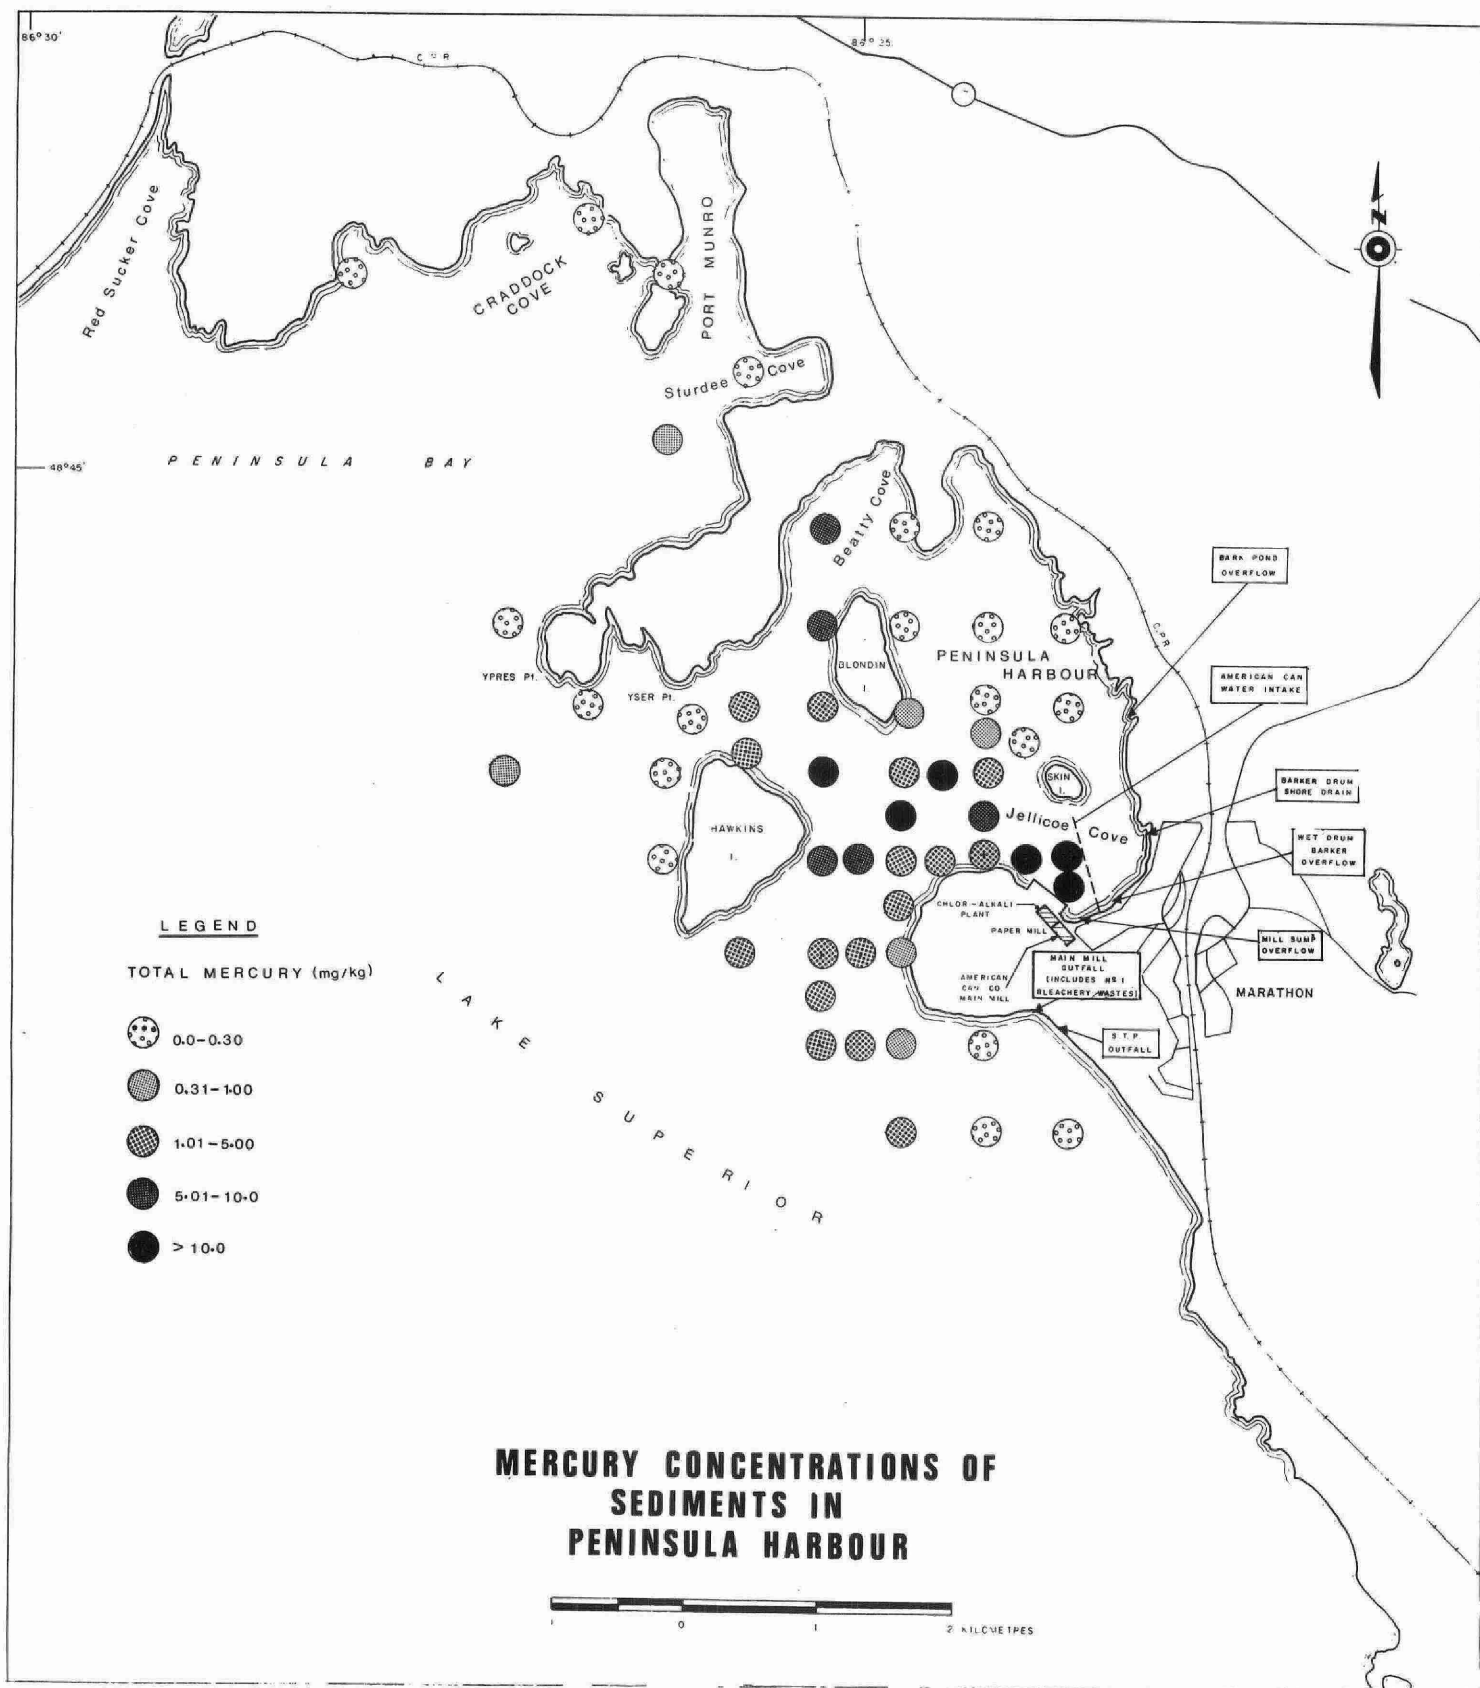 86°30'
86°25'
C P R
N
Red Sucker Cove
CRADDOCK
COVE
PORT MUNRO
Sturdee Cove
48°45'
PENINSULA BAY
Beatty Cove
BARK POND
OVERFLOW
C.P.R.
YPRES Pt.
YSER Pt.
BLONDIN
I.
PENINSULA
HARBOUR
AMERICAN CAN
WATER INTAKE
SKIN
I.
BARKER DRUM
SHORE DRAIN
Jellicoe Cove
HAWKINS
I.
WET DRUM
BARKER
OVERFLOW
CHLOR-ALKALI
PLANT
PAPER MILL
MILL SUMP
OVERFLOW
AMERICAN
CAN CO
MAIN MILL
MAIN MILL
OUTFALL
(INCLUDES Nº 1
BLEACHERY WASTES)
MARATHON
S.T.P.
OUTFALL
LEGEND
TOTAL MERCURY (mg/kg)
0.0-0.30
0.31-1.00
1.01-5.00
5.01-10.0
> 10.0
LAKE SUPERIOR
MERCURY CONCENTRATIONS OF
SEDIMENTS IN
PENINSULA HARBOUR
1 0 1 2 KILOMETRES